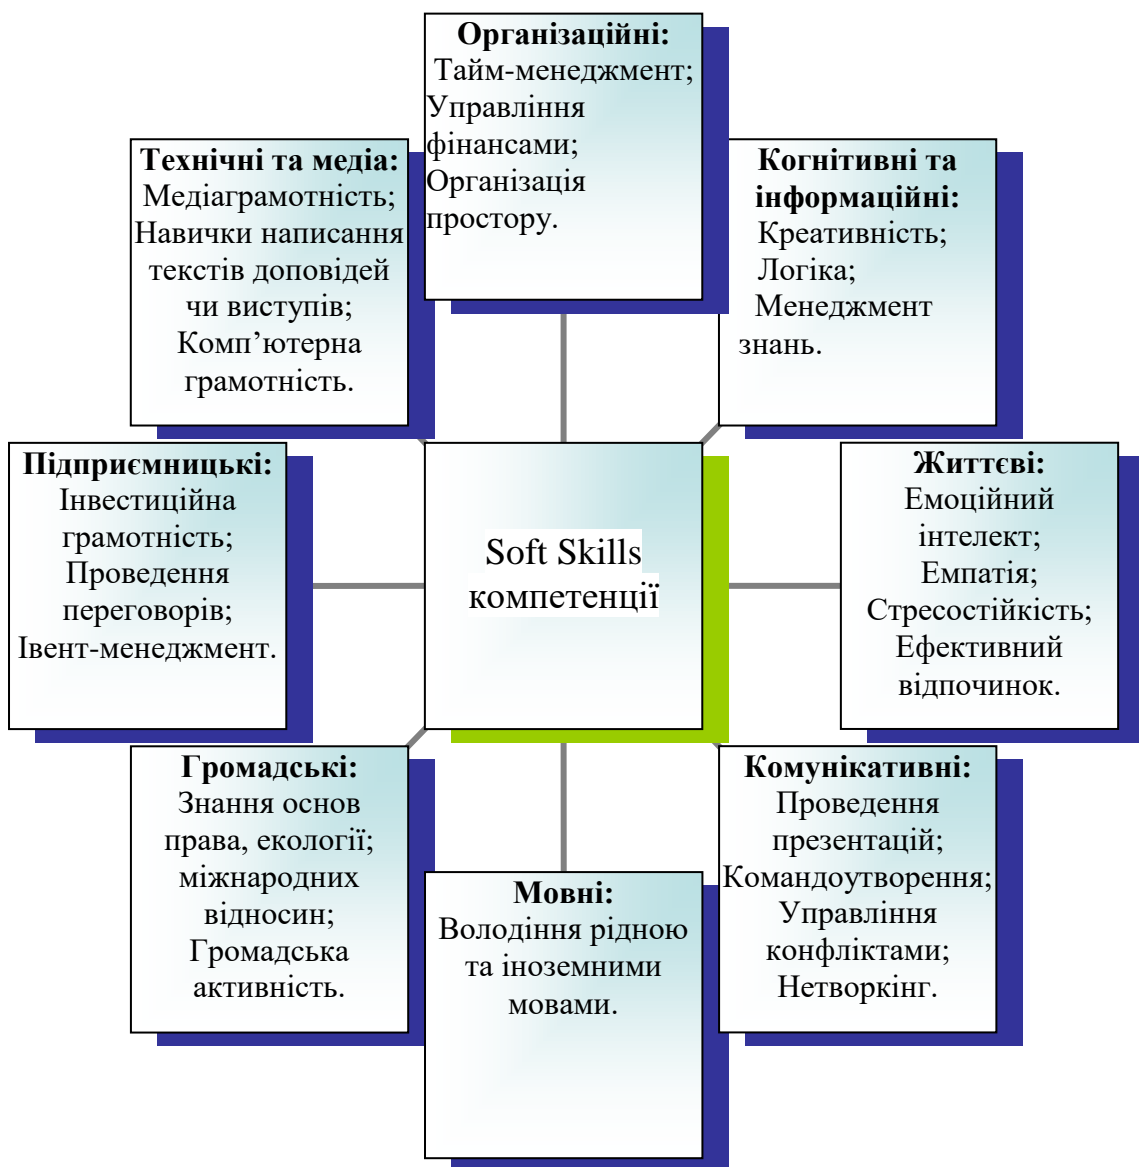 Організаційні:
Тайм-менеджмент;
Управління
фінансами;
Організація
простору.
Технічні та медіа:
Медіаграмотність;
Навички написання
текстів доповідей
чи виступів;
Комп’ютерна
грамотність.
Когнітивні та
інформаційні:
Креативність;
Логіка;
Менеджмент
знань.
Підприємницькі:
Інвестиційна
грамотність;
Проведення
переговорів;
Івент-менеджмент.
Soft Skills
компетенції
Життєві:
Емоційний
інтелект;
Емпатія;
Стресостійкість;
Ефективний
відпочинок.
Громадські:
Знання основ
права, екології;
міжнародних
відносин;
Громадська
активність.
Мовні:
Володіння рідною
та іноземними
мовами.
Комунікативні:
Проведення
презентацій;
Командоутворення;
Управління
конфліктами;
Нетворкінг.